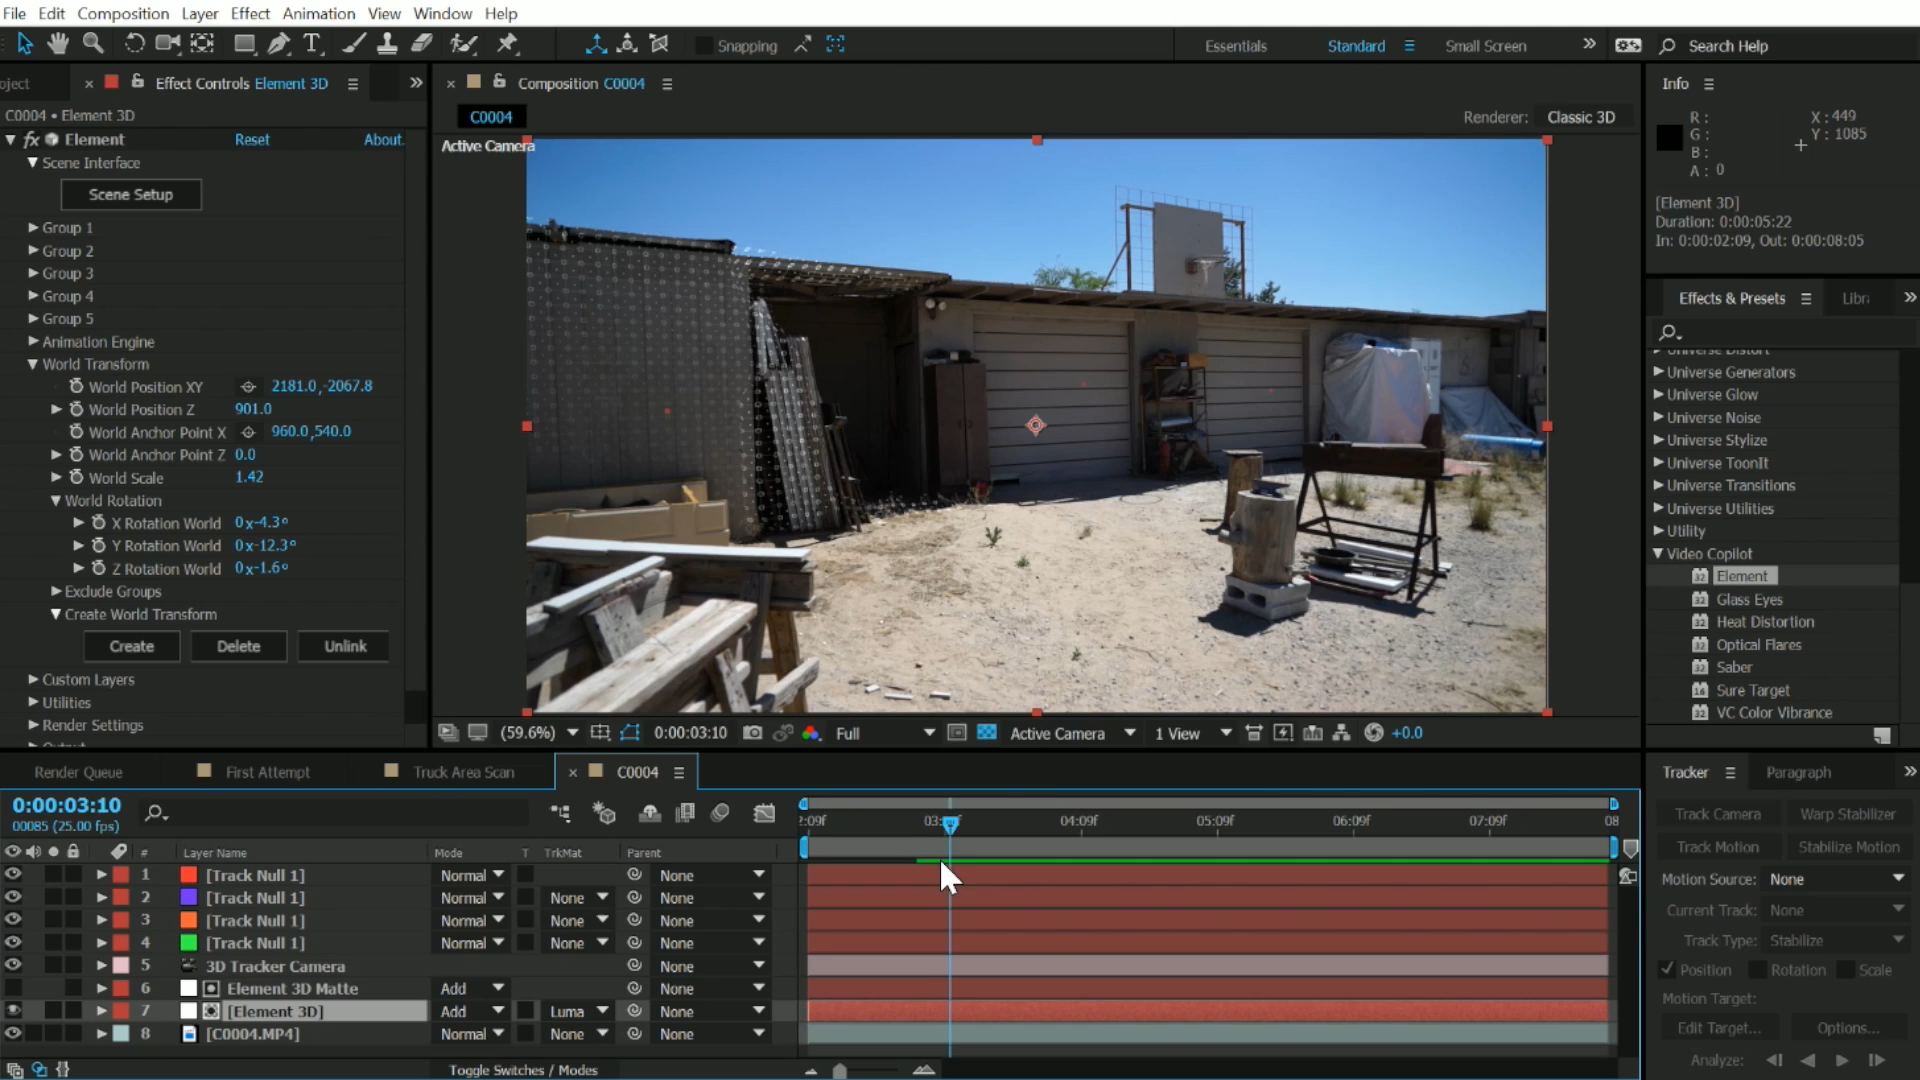 File Edit Composition Layer Effect Animation View Window Help
Snapping
Essentials Standard Small Screen
Search Help
oject
Effect Controls Element 3D
Composition C0004
Info
C0004 • Element 3D
C0004
Renderer: Classic 3D
fx Element Reset About.
Active Camera
R:
G:
B:
A: 0
X: 449
Y: 1085
Scene Interface
Scene Setup
Group 1
Group 2
Group 3
Group 4
Group 5
Animation Engine
World Transform
World Position XY 2181.0,-2067.8
World Position Z 901.0
World Anchor Point X 960.0,540.0
World Anchor Point Z 0.0
World Scale 1.42
World Rotation
X Rotation World 0x-4.3°
Y Rotation World 0x-12.3°
Z Rotation World 0x-1.6°
Exclude Groups
Create World Transform
Create Delete Unlink
Custom Layers
Utilities
Render Settings
[Element 3D]
Duration: 0:00:05:22
In: 0:00:02:09, Out: 0:00:08:05
Effects & Presets Libr
Universe Distort
Universe Generators
Universe Glow
Universe Noise
Universe Stylize
Universe ToonIt
Universe Transitions
Universe Utilities
Utility
Video Copilot
32 Element
32 Glass Eyes
32 Heat Distortion
32 Optical Flares
32 Saber
16 Sure Target
32 VC Color Vibrance
(59.6%) 0:00:03:10 Full Active Camera 1 View +0.0
Render Queue First Attempt Truck Area Scan C0004
0:00:03:10
00085 (25.00 fps)
:09f 03: 04:09f 05:09f 06:09f 07:09f 08
# Layer Name Mode T TrkMat Parent
1 [Track Null 1] Normal None
2 [Track Null 1] Normal None None
3 [Track Null 1] Normal None None
4 [Track Null 1] Normal None None
5 3D Tracker Camera None
6 Element 3D Matte Add None
7 [Element 3D] Add Luma None
8 [C0004.MP4] Normal None None
Toggle Switches / Modes
Tracker Paragraph
Track Camera Warp Stabilizer
Track Motion Stabilize Motion
Motion Source: None
Current Track: None
Track Type: Stabilize
Position Rotation Scale
Motion Target:
Edit Target... Options...
Analyze: